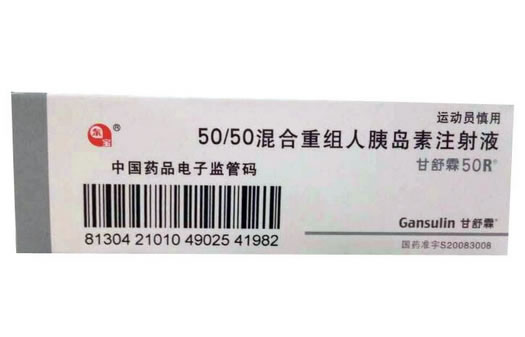 运动员慎用
東寶®
50/50混合重组人胰岛素注射液
甘舒霖50R®
中国药品电子监管码
81304 21010 49025 41982
Gansulin 甘舒霖®
国药准字S20083008